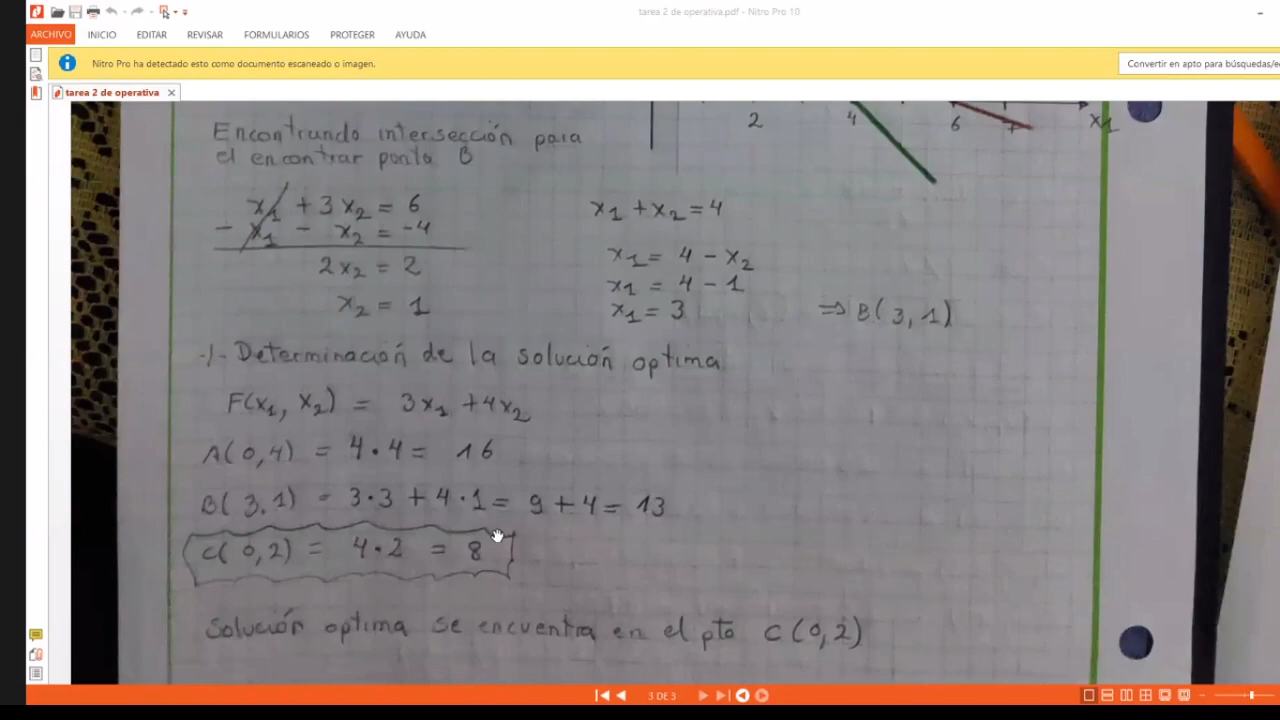 tarea 2 de operativa.pdf - Nitro Pro 10
ARCHIVO INICIO EDITAR REVISAR FORMULARIOS PROTEGER AYUDA
Nitro Pro ha detectado esto como documento escaneado o imagen.
Convertir en apto para búsquedas/e
tarea 2 de operativa
2 4 6 7 x1
Encontrando intersección para
el encontrar punto B
x1 + 3x2 = 6
- x1 - x2 = -4
2x2 = 2
x2 = 1
x1 + x2 = 4
x1 = 4 - x2
x1 = 4 - 1
x1 = 3
⇒ B(3, 1)
-/- Determinación de la solución optima
F(x1, x2) = 3x1 + 4x2
A(0,4) = 4·4 = 16
B(3,1) = 3·3 + 4·1 = 9 + 4 = 13
C(0,2) = 4·2 = 8
Solución optima se encuentra en el pto C(0,2)
3 DE 3